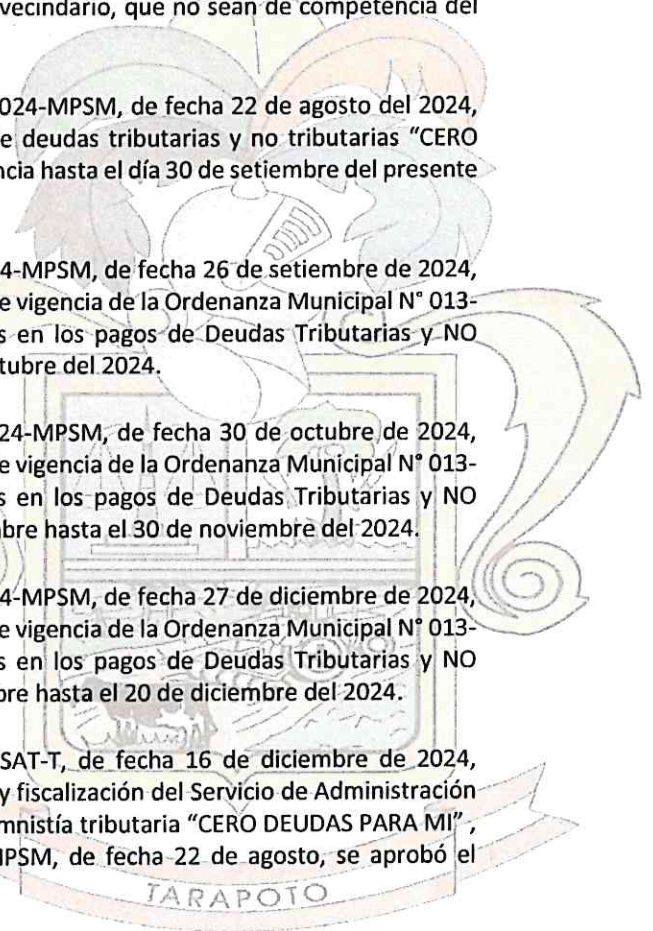 vecindario, que no sean de competencia del
024-MPSM, de fecha 22 de agosto del 2024,
e deudas tributarias y no tributarias "CERO
ncia hasta el día 30 de setiembre del presente
4-MPSM, de fecha 26 de setiembre de 2024,
e vigencia de la Ordenanza Municipal N° 013-
s en los pagos de Deudas Tributarias y NO
tubre del 2024.
24-MPSM, de fecha 30 de octubre de 2024,
e vigencia de la Ordenanza Municipal N° 013-
s en los pagos de Deudas Tributarias y NO
nbre hasta el 30 de noviembre del 2024.
4-MPSM, de fecha 27 de diciembre de 2024,
e vigencia de la Ordenanza Municipal N° 013-
s en los pagos de Deudas Tributarias y NO
bre hasta el 20 de diciembre del 2024.
SAT-T, de fecha 16 de diciembre de 2024,
y fiscalización del Servicio de Administración
mnistía tributaria "CERO DEUDAS PARA MI" ,
MPSM, de fecha 22 de agosto, se aprobó el
TARAPOTO